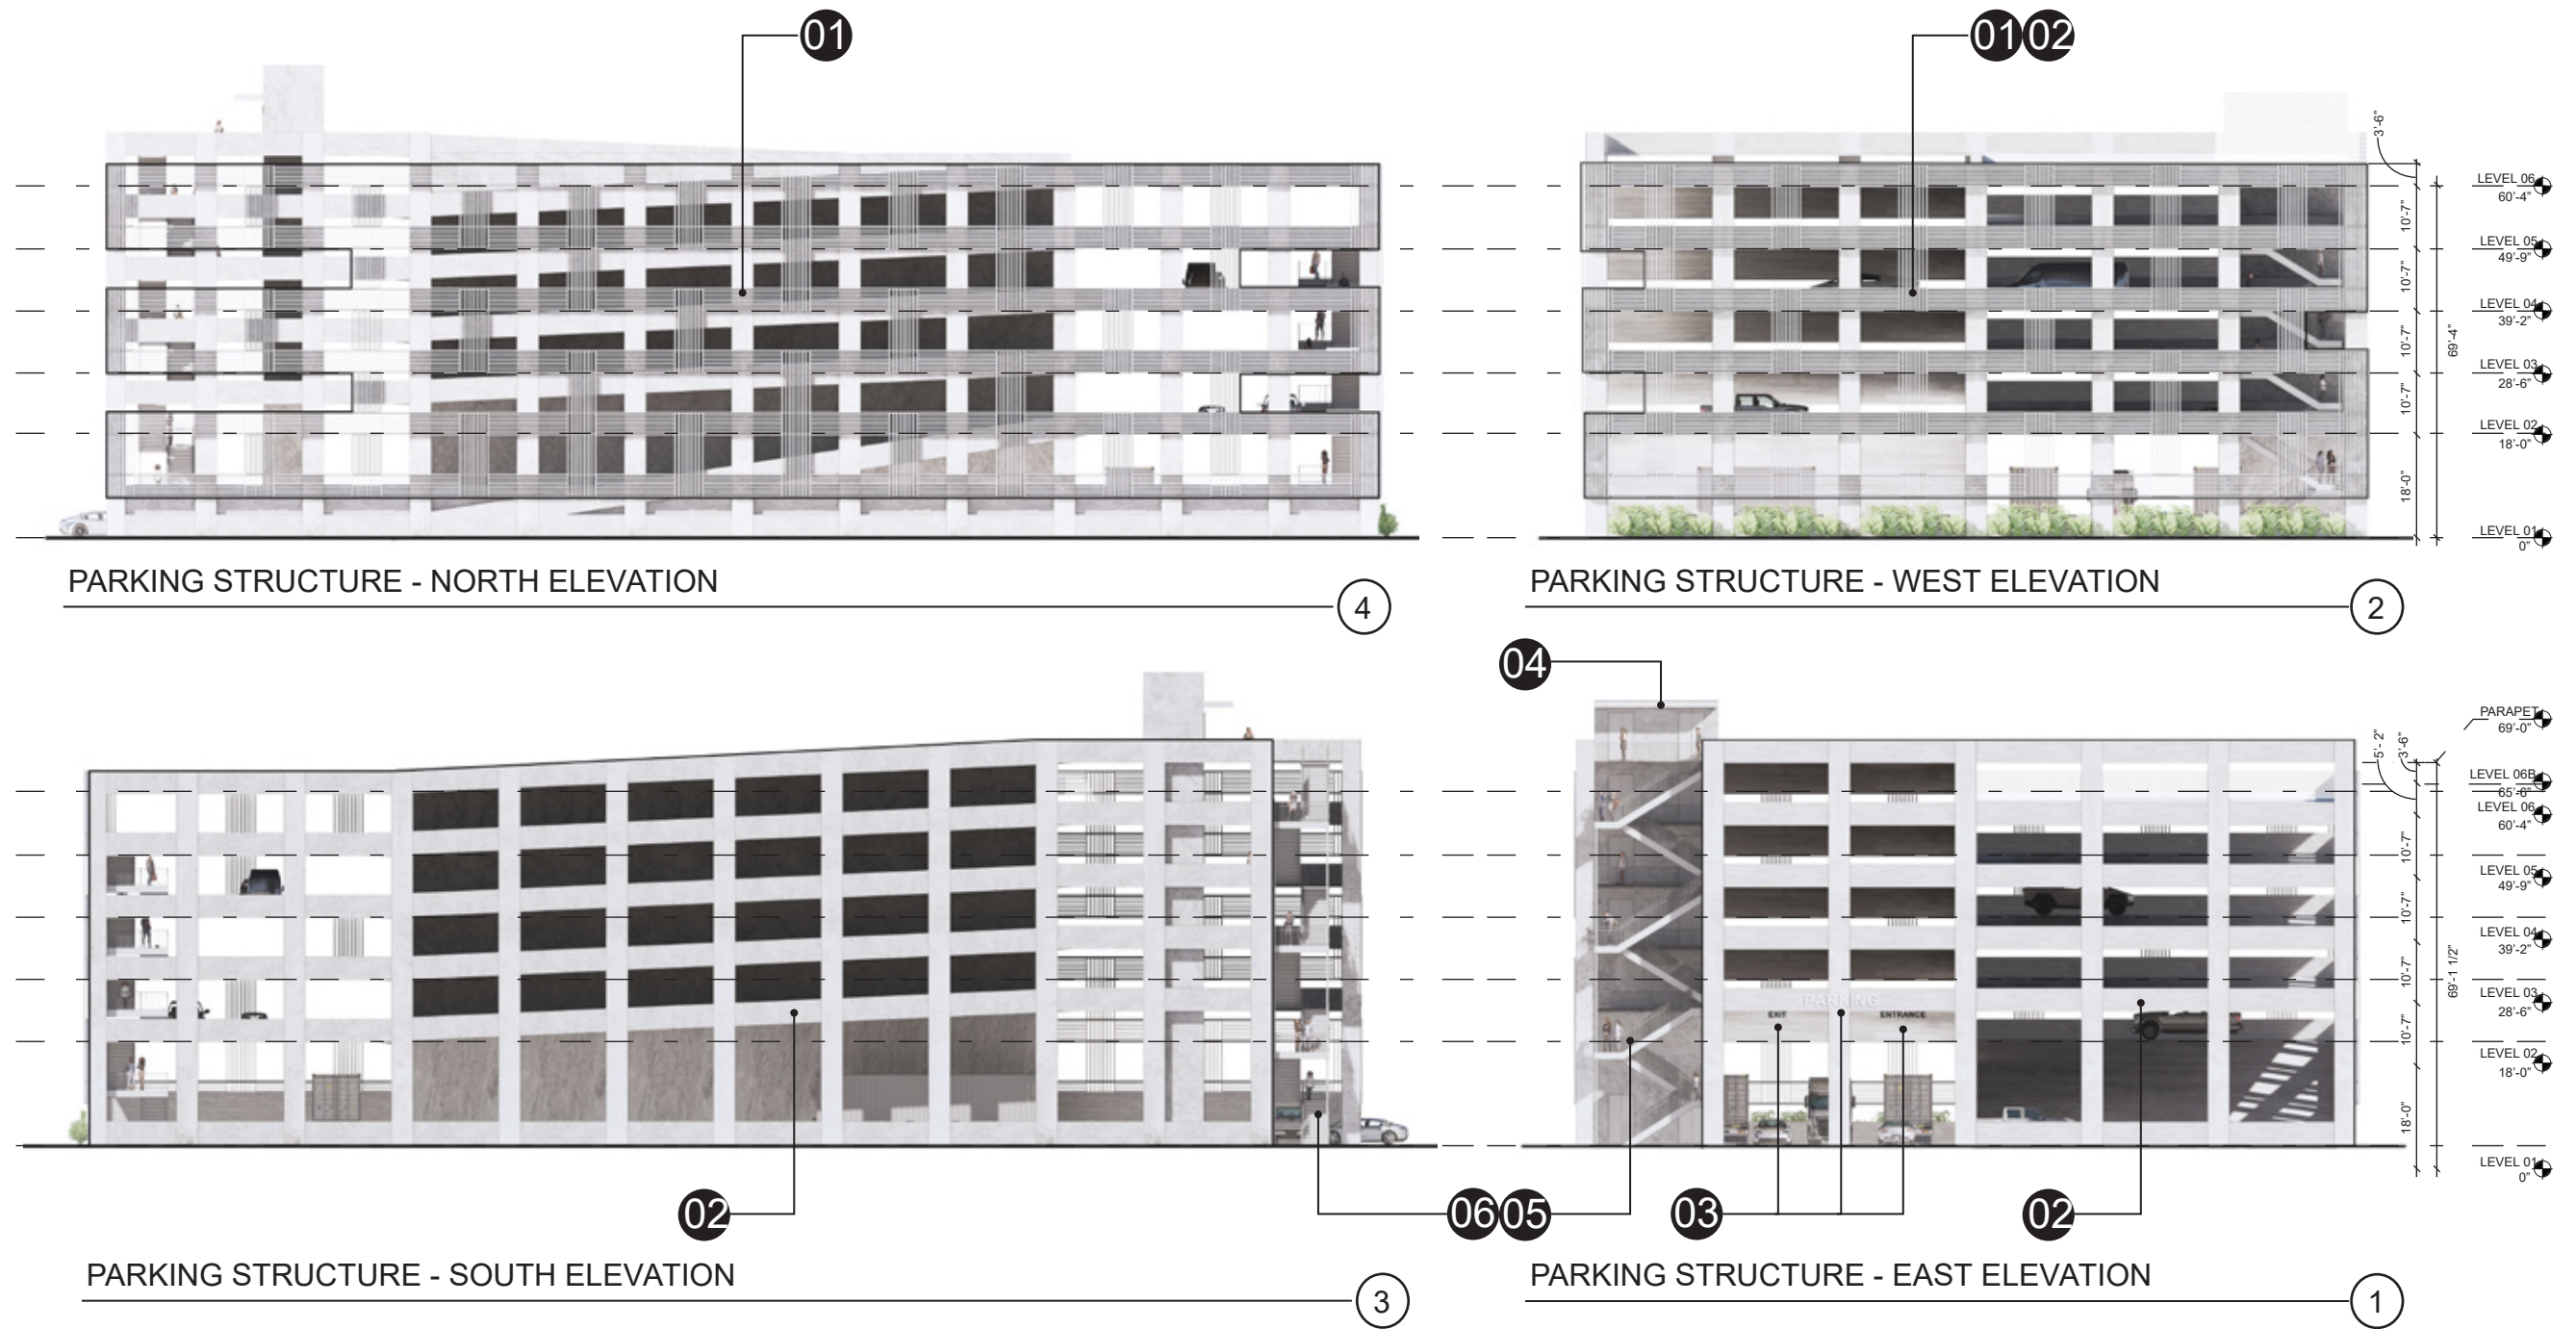 01
01 02
3'-6"
LEVEL 06
60'-4"
10'-7"
LEVEL 05
49'-9"
10'-7"
LEVEL 04
39'-2"
10'-7"
69'-4"
LEVEL 03
28'-6"
10'-7"
LEVEL 02
18'-0"
18'-0"
LEVEL 01
0"
PARKING STRUCTURE - NORTH ELEVATION
4
PARKING STRUCTURE - WEST ELEVATION
2
04
PARAPET
69'-0"
5'-2"
3'-6"
LEVEL 06B
65'-6"
LEVEL 06
60'-4"
10'-7"
LEVEL 05
49'-9"
10'-7"
LEVEL 04
39'-2"
10'-7"
69'-1 1/2"
LEVEL 03
28'-6"
PARKING
EXIT
ENTRANCE
10'-7"
LEVEL 02
18'-0"
18'-0"
LEVEL 01
0"
02
06 05
03
02
PARKING STRUCTURE - SOUTH ELEVATION
3
PARKING STRUCTURE - EAST ELEVATION
1